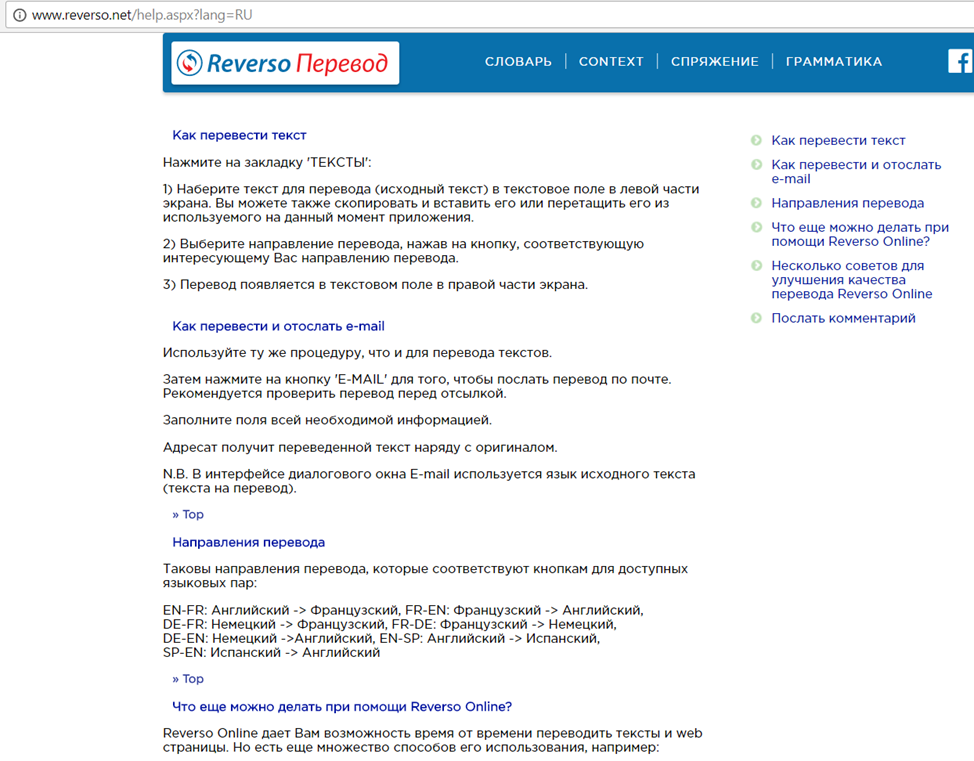 www.reverso.net/help.aspx?lang=RU
Reverso Перевод
СЛОВАРЬ | CONTEXT | СПРЯЖЕНИЕ | ГРАММАТИКА
Как перевести текст
Нажмите на закладку 'ТЕКСТЫ':
1) Наберите текст для перевода (исходный текст) в текстовое поле в левой части
экрана. Вы можете также скопировать и вставить его или перетащить его из
используемого на данный момент приложения.
2) Выберите направление перевода, нажав на кнопку, соответствующую
интересующему Вас направлению перевода.
3) Перевод появляется в текстовом поле в правой части экрана.
Как перевести и отослать e-mail
Используйте ту же процедуру, что и для перевода текстов.
Затем нажмите на кнопку 'E-MAIL' для того, чтобы послать перевод по почте.
Рекомендуется проверить перевод перед отсылкой.
Заполните поля всей необходимой информацией.
Адресат получит переведенной текст наряду с оригиналом.
N.B. В интерфейсе диалогового окна E-mail используется язык исходного текста
(текста на перевод).
» Top
Направления перевода
Таковы направления перевода, которые соответствуют кнопкам для доступных
языковых пар:
EN-FR: Английский -> Французский, FR-EN: Французский -> Английский,
DE-FR: Немецкий -> Французский, FR-DE: Французский -> Немецкий,
DE-EN: Немецкий ->Английский, EN-SP: Английский -> Испанский,
SP-EN: Испанский -> Английский
» Top
Что еще можно делать при помощи Reverso Online?
Reverso Online дает Вам возможность время от времени переводить тексты и web
страницы. Но есть еще множество способов его использования, например:
Как перевести текст
Как перевести и отослать
e-mail
Направления перевода
Что еще можно делать при
помощи Reverso Online?
Несколько советов для
улучшения качества
перевода Reverso Online
Послать комментарий